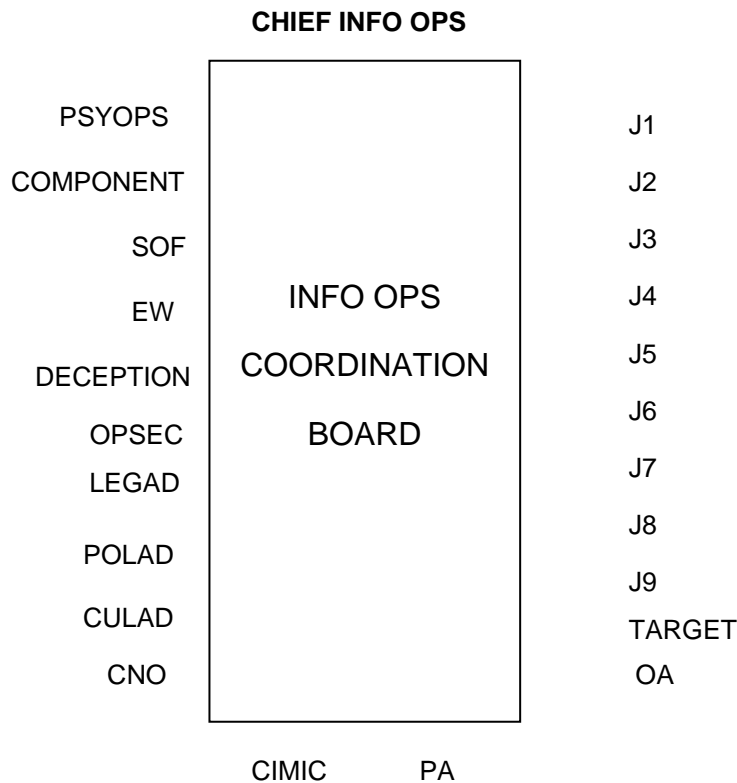 CHIEF INFO OPS
PSYOPS
COMPONENT
SOF
EW
DECEPTION
OPSEC
LEGAD
POLAD
CULAD
CNO
INFO OPS
COORDINATION
BOARD
J1
J2
J3
J4
J5
J6
J7
J8
J9
TARGET
OA
CIMIC PA